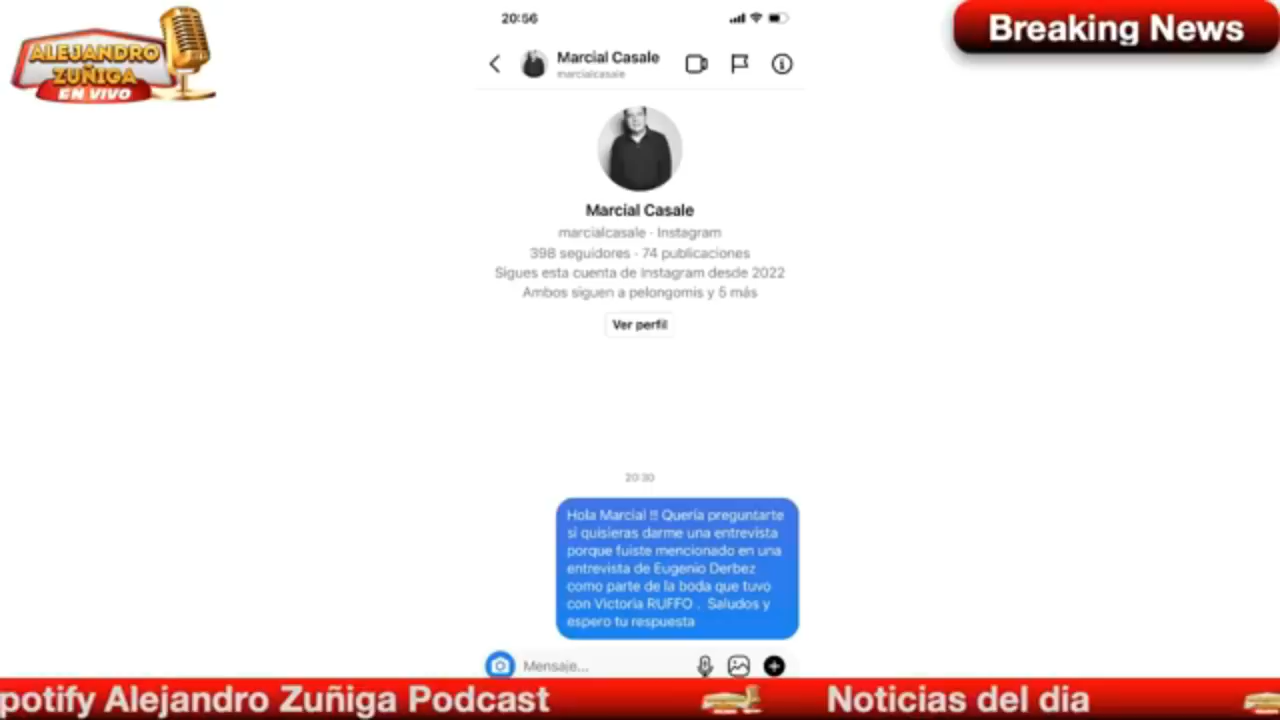 ALEJANDRO
ZUÑIGA
EN VIVO
Breaking News
20:56
Marcial Casale
marcialcasale
Marcial Casale
marcialcasale · Instagram
398 seguidores · 74 publicaciones
Sigues esta cuenta de Instagram desde 2022
Ambos siguen a pelongomis y 5 más
Ver perfil
20:30
Hola Marcial !! Quería preguntarte
si quisieras darme una entrevista
porque fuiste mencionado en una
entrevista de Eugenio Derbez
como parte de la boda que tuvo
con Victoria RUFFO . Saludos y
espero tu respuesta
Mensaje...
potify Alejandro Zuñiga Podcast
Noticias del dia